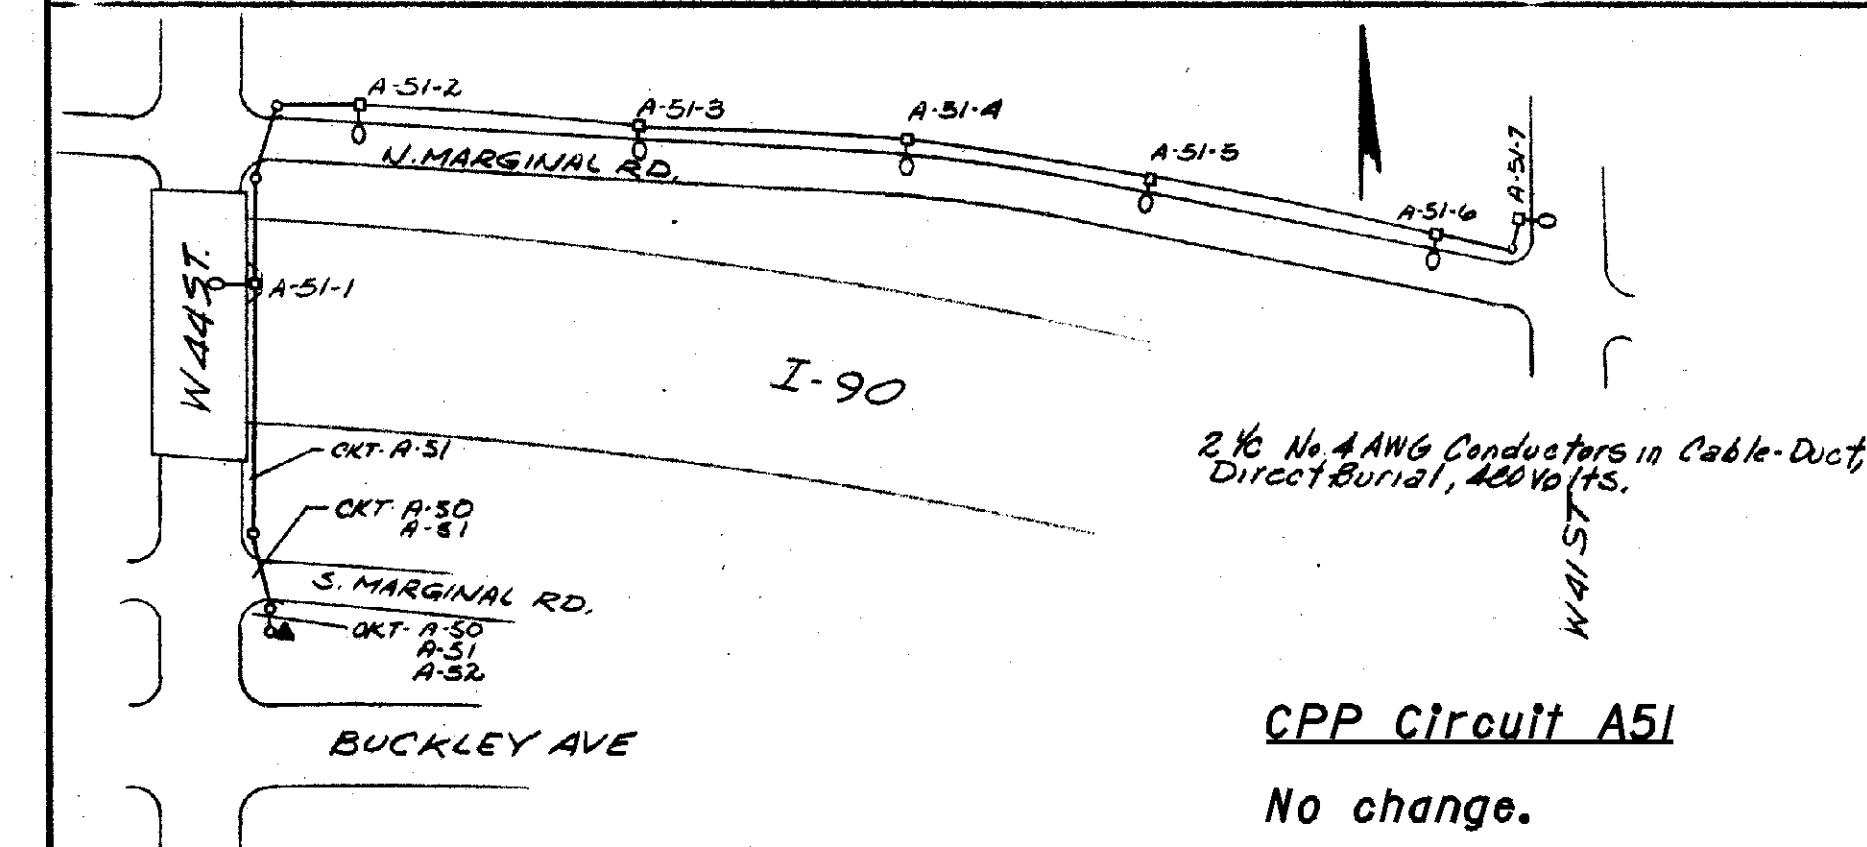 A-51-2
A-51-3
A-51-4
A-51-5
A-51-6
A-51-7
N. MARGINAL RD.
W 44 ST.
A-51-1
I-90
CKT- A-51
2 1/C No. 4 AWG Conductors in Cable-Duct,
Direct Burial, 480 Volts.
CKT- A-50
A-51
W 41 ST
S. MARGINAL RD.
CKT- A-50
A-51
A-52
BUCKLEY AVE
CPP Circuit A51
No change.